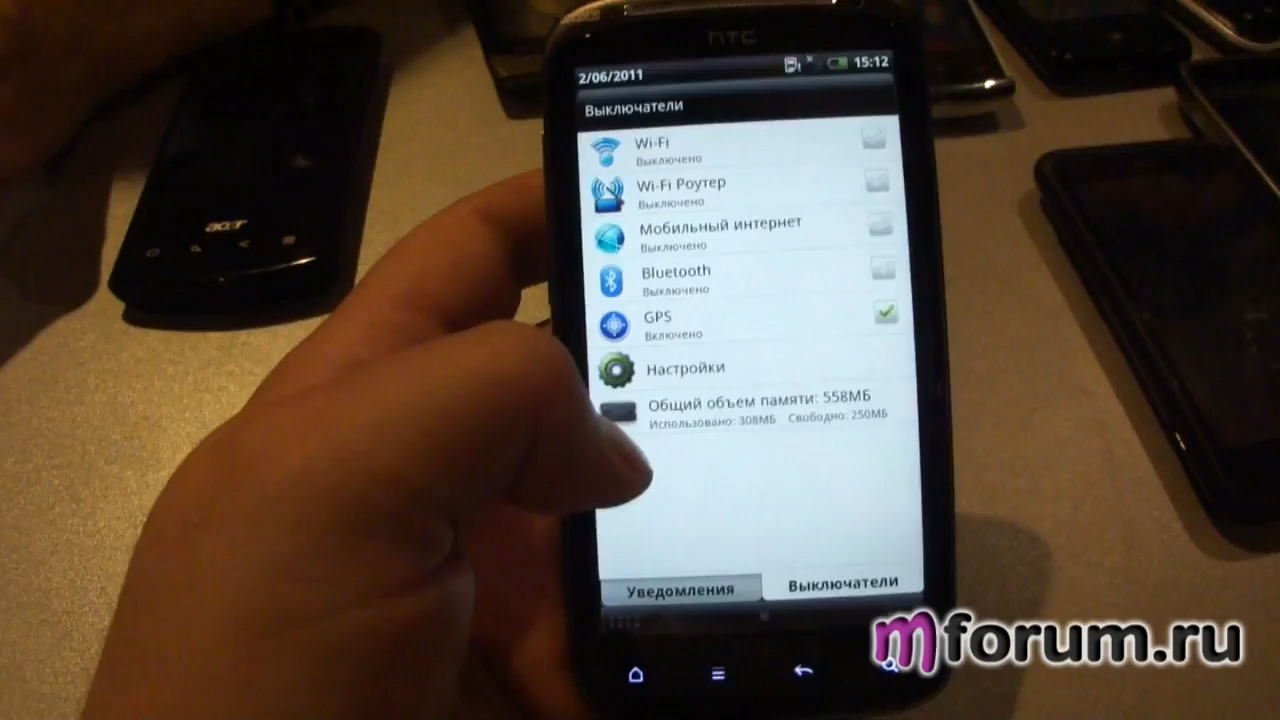 hTC
2/06/2011
15:12
Выключатели
Wi-Fi
Выключено
Wi-Fi Роутер
Выключено
Мобильный интернет
Выключено
Bluetooth
Выключено
GPS
Включено
Настройки
Общий объем памяти: 558МБ
Использовано: 308МБ Свободно: 250МБ
Уведомления
Выключатели
acer
mforum.ru